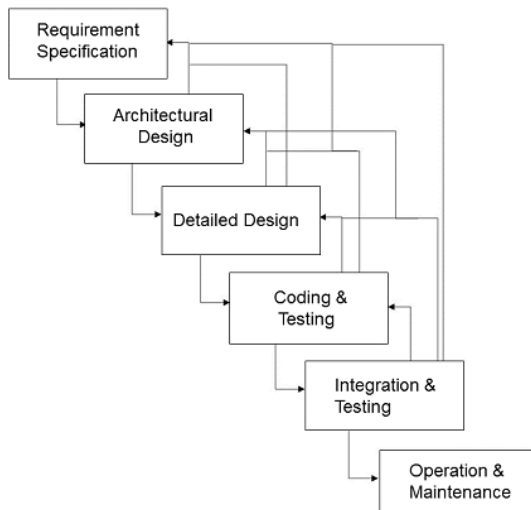 Requirement
Specification
Architectural
Design
Detailed Design
Coding &
Testing
Integration &
Testing
Operation &
Maintenance